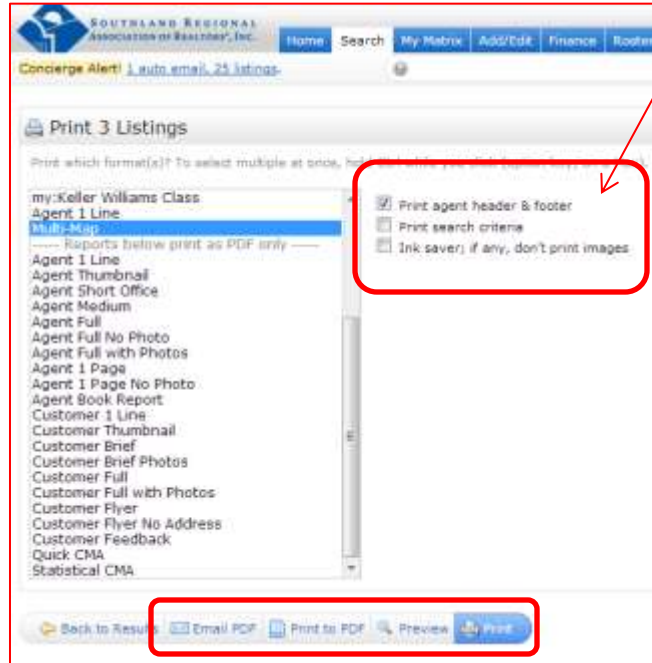 SOUTHLAND REGIONAL
ASSOCIATION OF REALTORS®, INC.
Home Search My Matrix Add/Edit Finance Roster
Concierge Alert! 1 auto email, 25 listings.
Print 3 Listings
Print which format(s)? To select multiple at once, hold
my:Keller Williams Class
Agent 1 Line
Multi-Map
----- Reports below print as PDF only -----
Agent 1 Line
Agent Thumbnail
Agent Short Office
Agent Medium
Agent Full
Agent Full No Photo
Agent Full with Photos
Agent 1 Page
Agent 1 Page No Photo
Agent Book Report
Customer 1 Line
Customer Thumbnail
Customer Brief
Customer Brief Photos
Customer Full
Customer Full with Photos
Customer Flyer
Customer Flyer No Address
Customer Feedback
Quick CMA
Statistical CMA
Print agent header & footer
Print search criteria
Ink saver; if any, don't print images
Back to Results Email PDF Print to PDF Preview Print